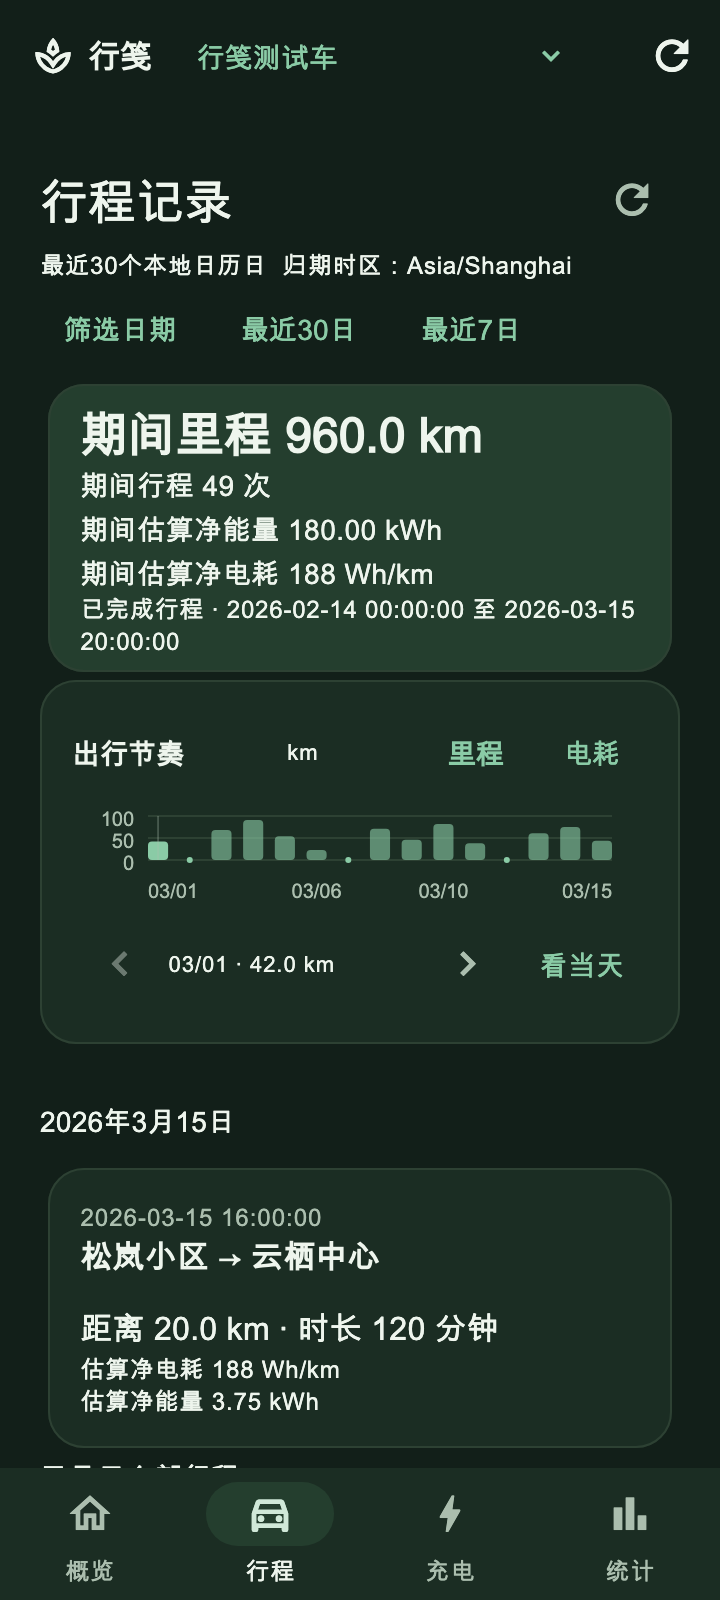 行笺 行笺测试车
行程记录
最近30个本地日历日 归期时区：Asia/Shanghai
筛选日期 最近30日 最近7日
期间里程 960.0 km
期间行程 49 次
期间估算净能量 180.00 kWh
期间估算净电耗 188 Wh/km
已完成行程 · 2026-02-14 00:00:00 至 2026-03-15
20:00:00
出行节奏 km 里程 电耗
100
50
0
03/01 03/06 03/10 03/15
03/01 · 42.0 km 看当天
2026年3月15日
2026-03-15 16:00:00
松岚小区 → 云栖中心
距离 20.0 km · 时长 120 分钟
估算净电耗 188 Wh/km
估算净能量 3.75 kWh
概览 行程 充电 统计